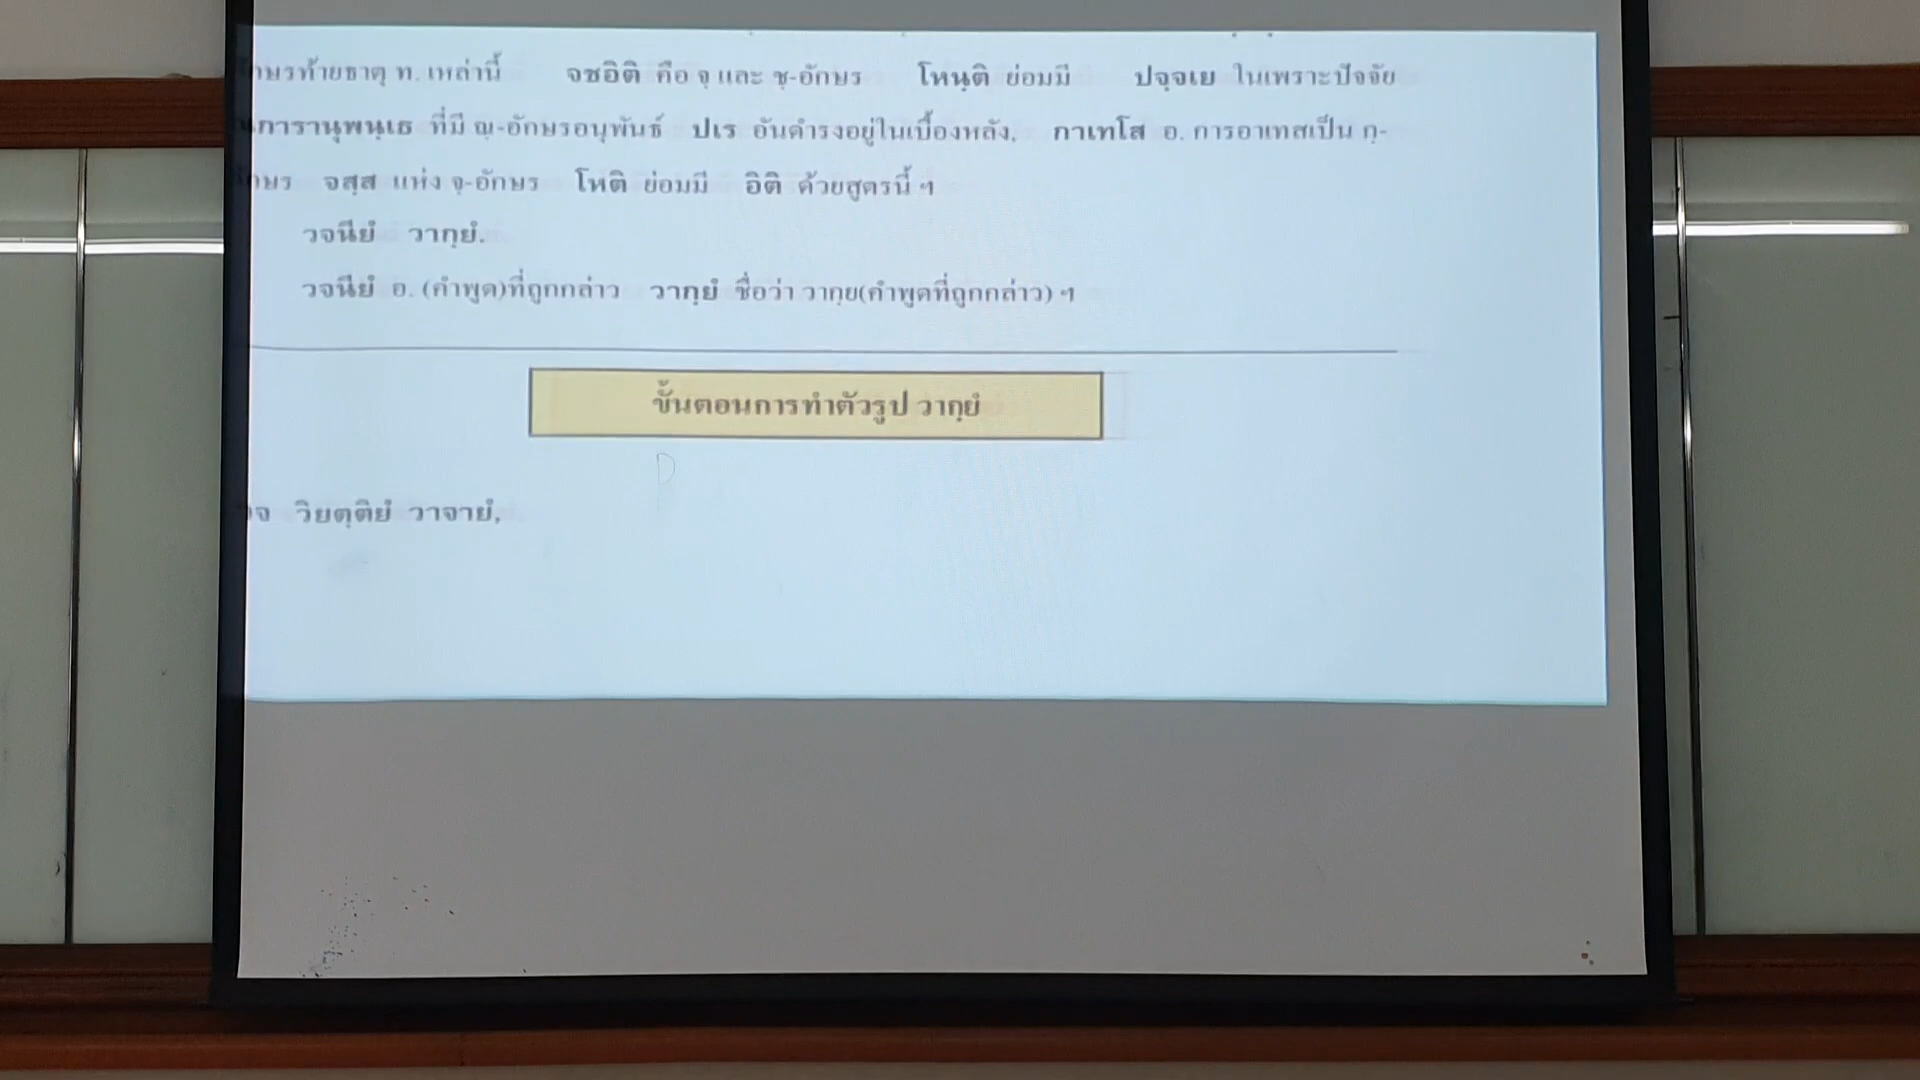 ักษรท้ายธาตุ ท. เหล่านี้ จชอิติ คือ จฺ และ ชฺ-อักษร โหนฺติ ย่อมมี ปจฺจเย ในเพราะปัจจัย
การานุพนฺเธ ที่มี ณฺ-อักษรอนุพันธ์ ปเร อันดำรงอยู่ในเบื้องหลัง, กาเทโส อ. การอาเทสเป็น กฺ-
อักษร จสฺส แห่ง จฺ-อักษร โหติ ย่อมมี อิติ ด้วยสูตรนี้ ฯ
วจนียํ วากฺยํ.
วจนียํ อ. (คำพูด)ที่ถูกกล่าว วากฺยํ ชื่อว่า วากฺย(คำพูดที่ถูกกล่าว) ฯ
ขั้นตอนการทำตัวรูป วากฺยํ
วจ วิยตฺติยํ วาจายํ,